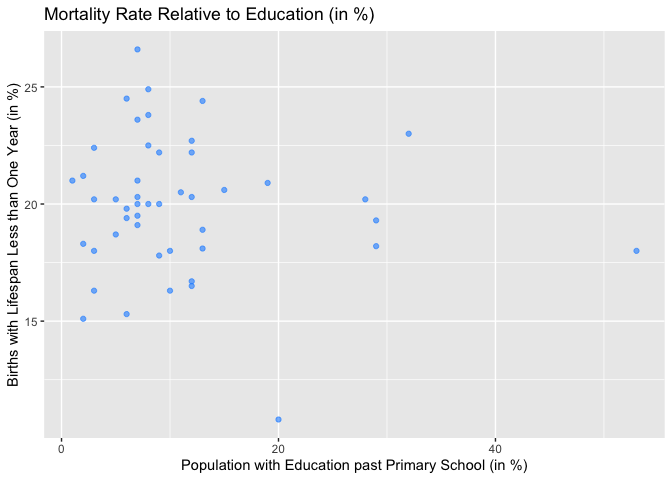 Mortality Rate Relative to Education (in %)
Births with Lifespan Less than One Year (in %)
25
20
15
0
20
40
Population with Education past Primary School (in %)